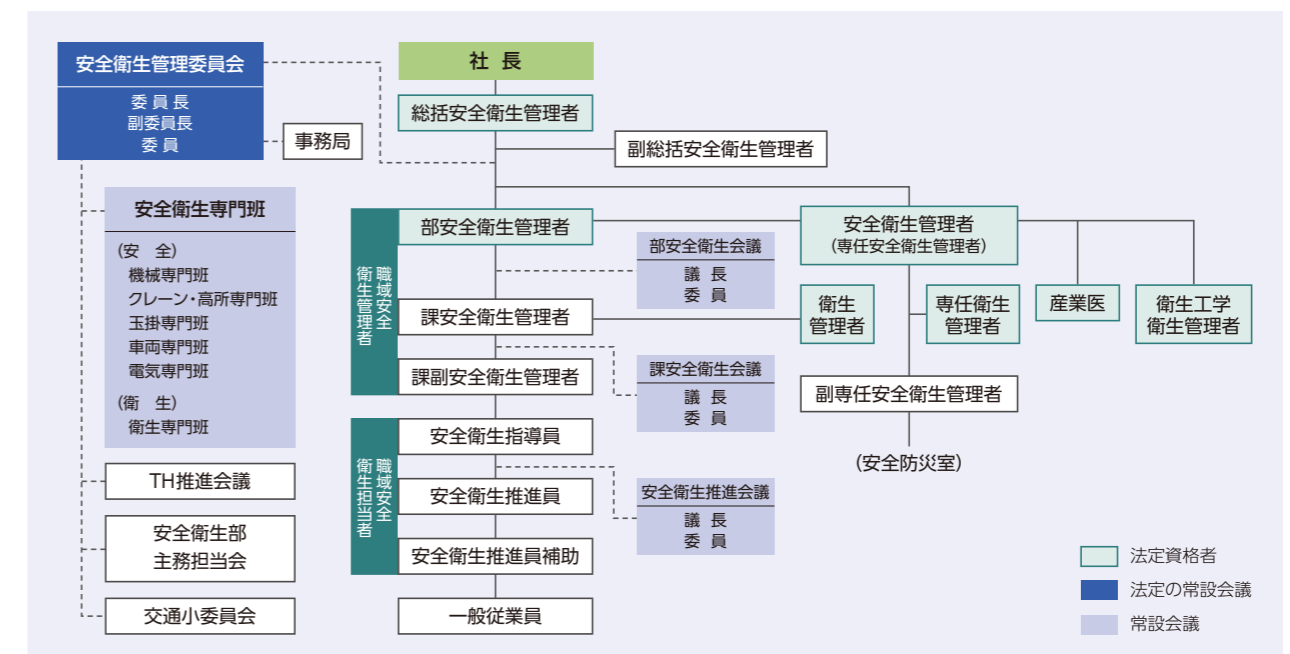 安全衛生管理委員会
委 員 長
副委員長
委 員
事務局
安全衛生専門班
(安 全)
機械専門班
クレーン・高所専門班
玉掛専門班
車両専門班
電気専門班
(衛 生)
衛生専門班
TH推進会議
安全衛生部
主務担当会
交通小委員会
社 長
総括安全衛生管理者
副総括安全衛生管理者
職域安全
衛生管理者
部安全衛生管理者
課安全衛生管理者
課副安全衛生管理者
職域安全
衛生担当者
安全衛生指導員
安全衛生推進員
安全衛生推進員補助
一般従業員
部安全衛生会議
議 長
委 員
課安全衛生会議
議 長
委 員
安全衛生推進会議
議 長
委 員
安全衛生管理者
(専任安全衛生管理者)
衛生
管理者
専任衛生
管理者
産業医
衛生工学
衛生管理者
副専任安全衛生管理者
(安全防災室)
法定資格者
法定の常設会議
常設会議